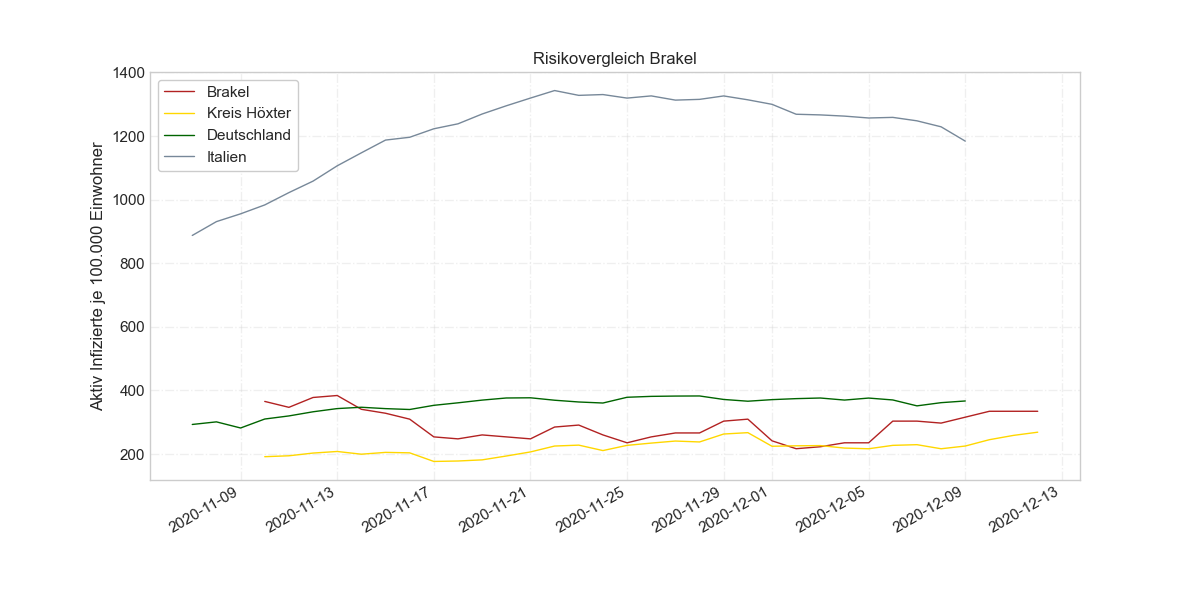 Risikovergleich Brakel
Aktiv Infizierte je 100.000 Einwohner
1400
1200
1000
800
600
400
200
Brakel
Kreis Höxter
Deutschland
Italien
2020-11-09
2020-11-13
2020-11-17
2020-11-21
2020-11-25
2020-11-29
2020-12-01
2020-12-05
2020-12-09
2020-12-13